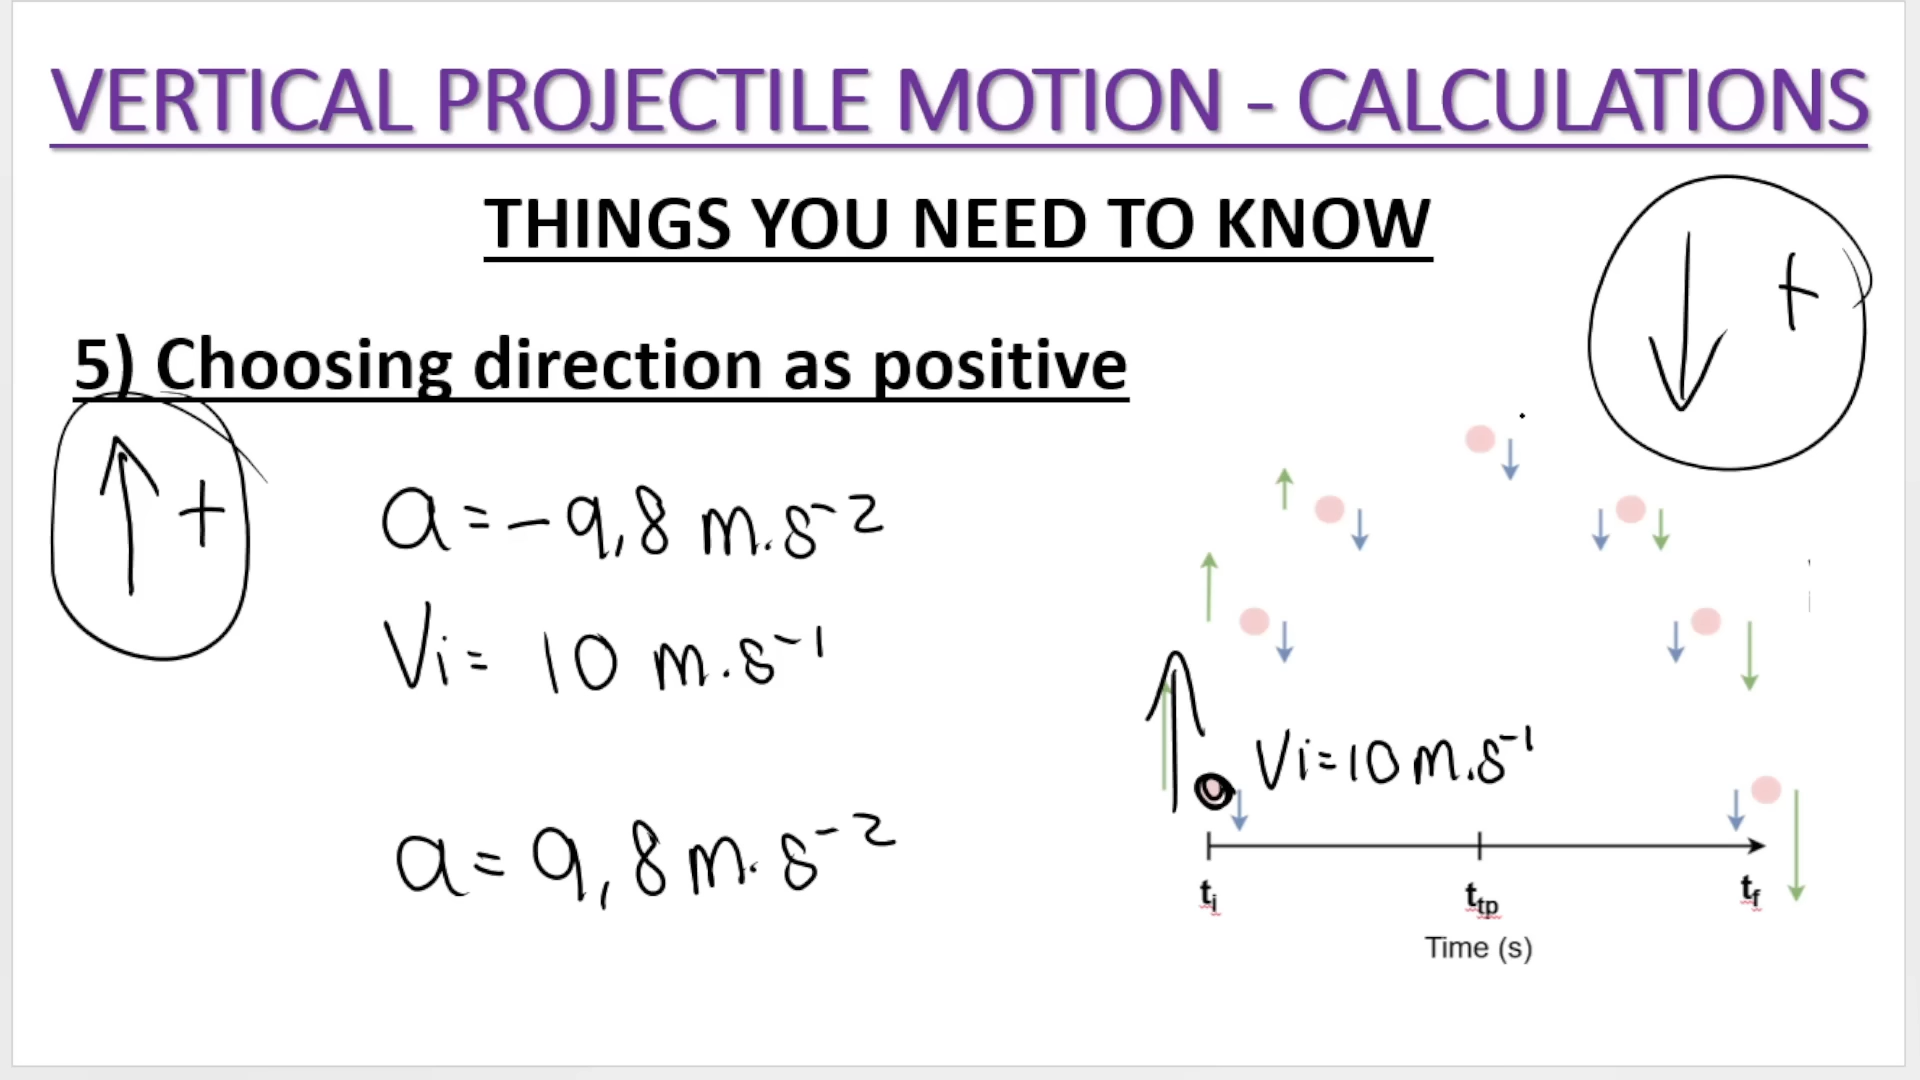 VERTICAL PROJECTILE MOTION - CALCULATIONS
THINGS YOU NEED TO KNOW
↓ +
5) Choosing direction as positive
↑ +
a = - 9,8 m.s⁻²
Vi = 10 m.s⁻¹
a = 9,8 m.s⁻²
Vi = 10 m.s⁻¹
tᵢ t_tp t_f
Time (s)